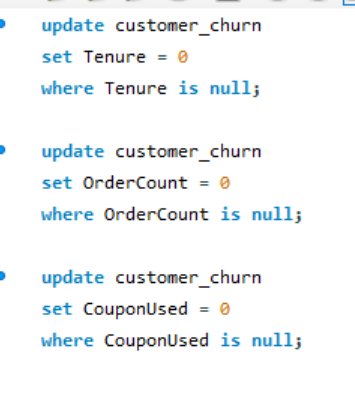 update customer_churn
set Tenure = 0
where Tenure is null;
update customer_churn
set OrderCount = 0
where OrderCount is null;
update customer_churn
set CouponUsed = 0
where CouponUsed is null;